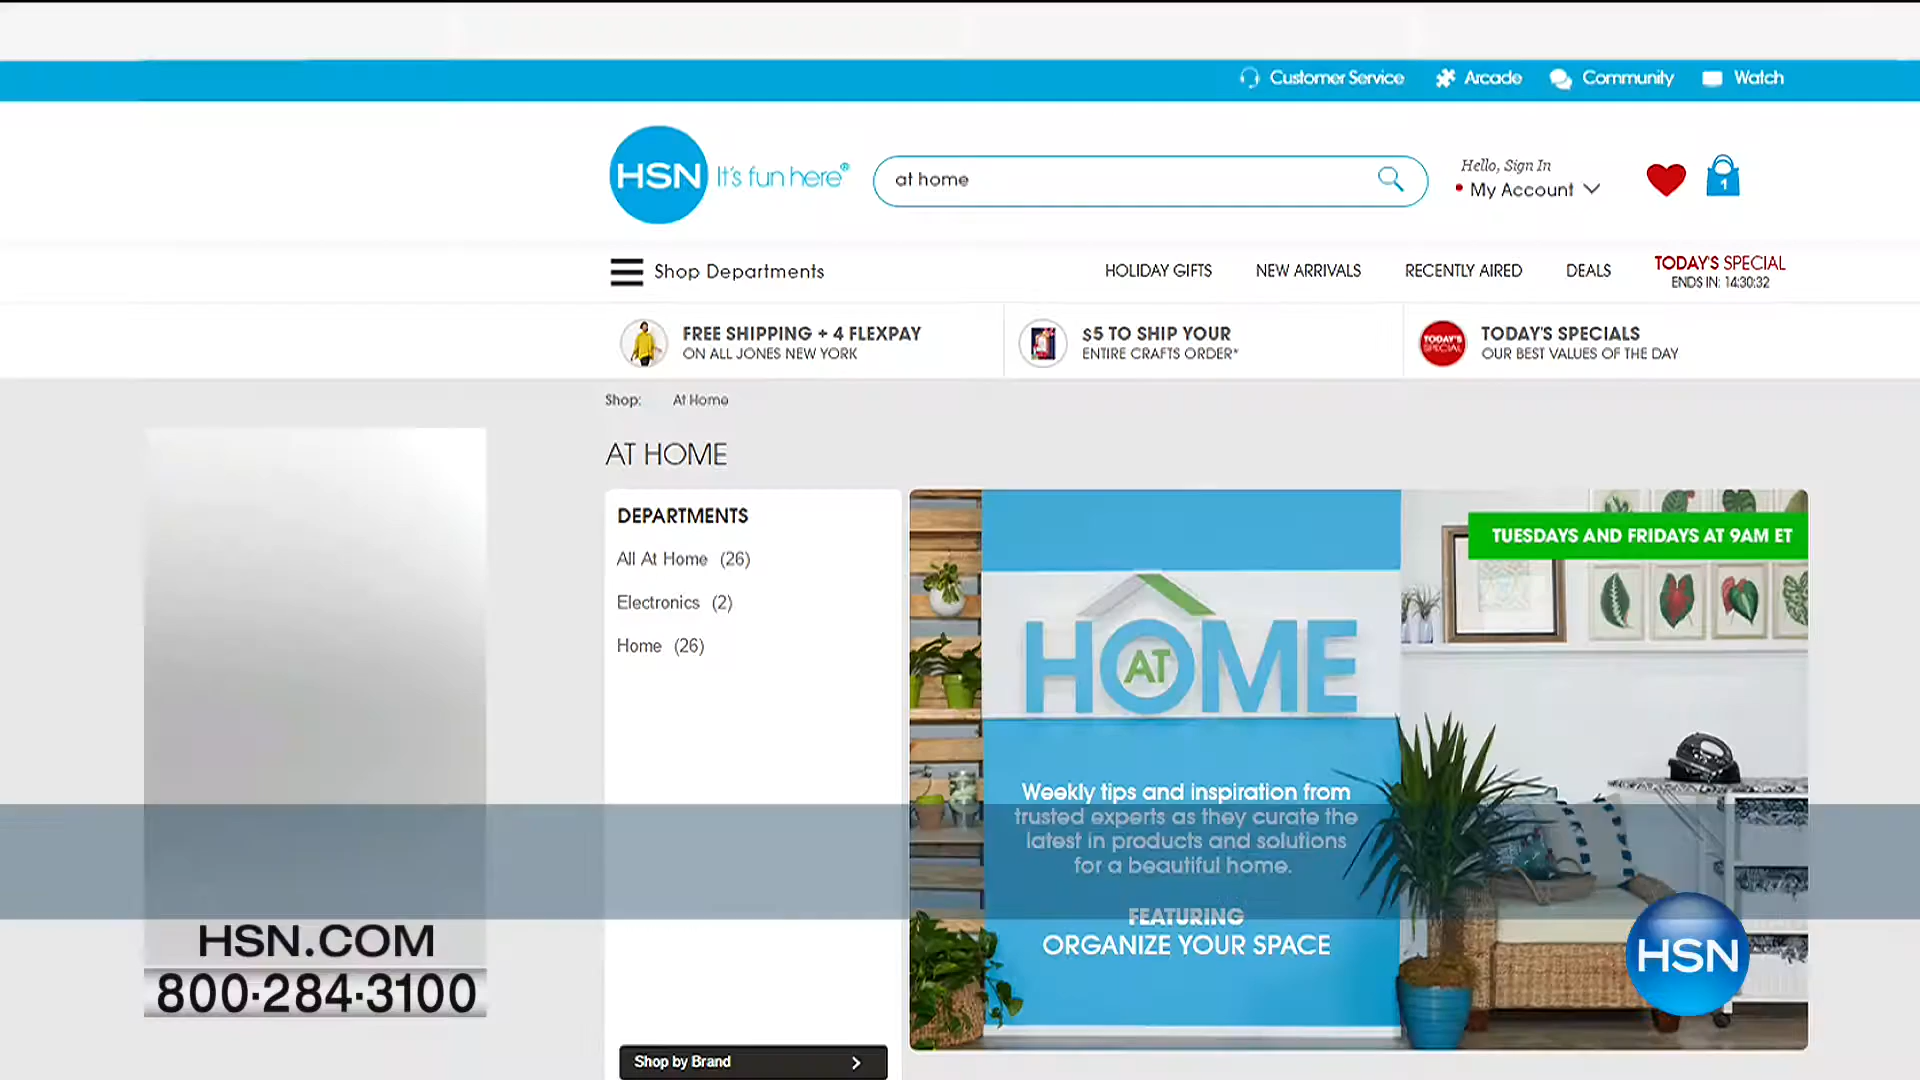 Customer Service Arcade Community Watch
HSN It's fun here®
at home
Hello, Sign In
My Account
1
Shop Departments
HOLIDAY GIFTS NEW ARRIVALS RECENTLY AIRED DEALS
TODAY'S SPECIAL
ENDS IN: 14:30:32
FREE SHIPPING + 4 FLEXPAY
ON ALL JONES NEW YORK
$5 TO SHIP YOUR
ENTIRE CRAFTS ORDER*
TODAY'S SPECIAL
TODAY'S SPECIALS
OUR BEST VALUES OF THE DAY
Shop: At Home
AT HOME
DEPARTMENTS
All At Home (26)
Electronics (2)
Home (26)
Shop by Brand
TUESDAYS AND FRIDAYS AT 9AM ET
AT HOME
Weekly tips and inspiration from
trusted experts as they curate the
latest in products and solutions
for a beautiful home.
FEATURING
ORGANIZE YOUR SPACE
HSN.COM
800·284·3100
HSN